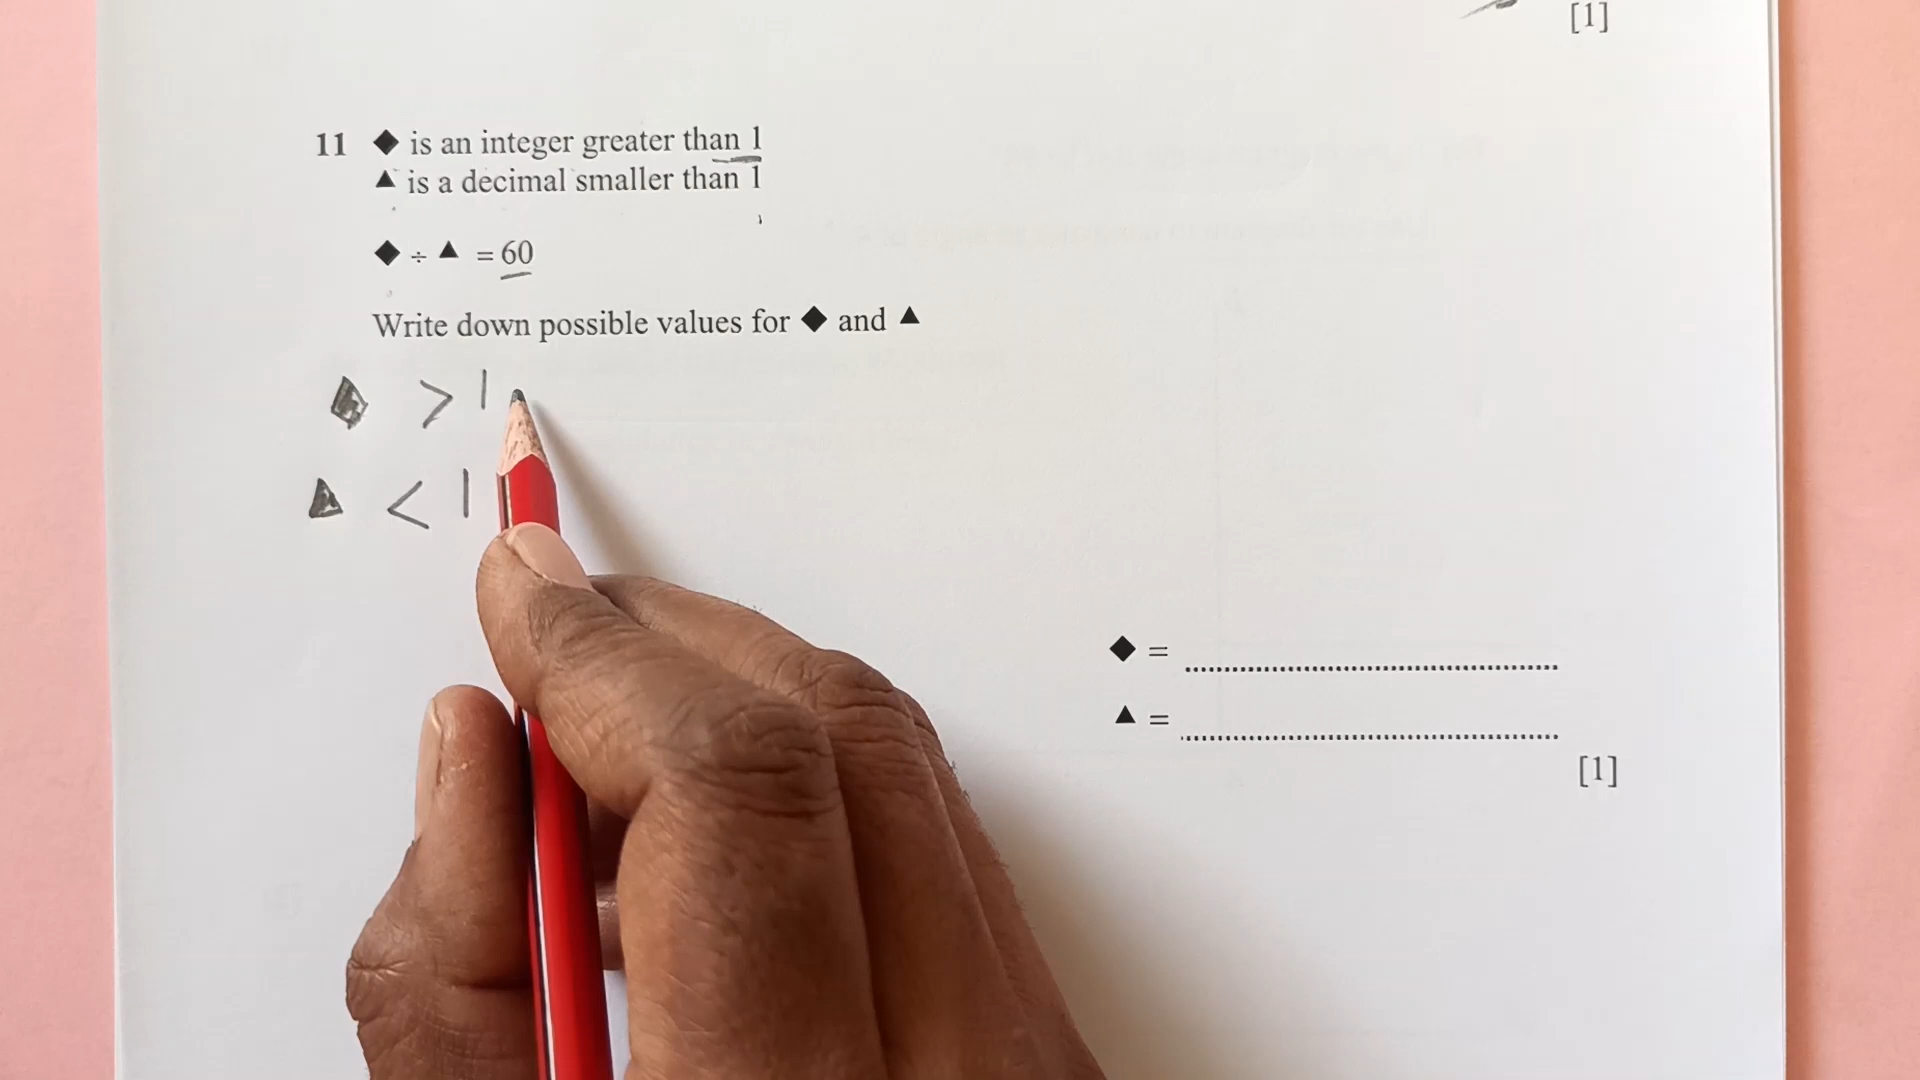 [1]
11 ◆ is an integer greater than 1
▲ is a decimal smaller than 1
◆ ÷ ▲ = 60
Write down possible values for ◆ and ▲
◆ > 1
▲ < 1
◆ = ........................................
▲ = ........................................
[1]